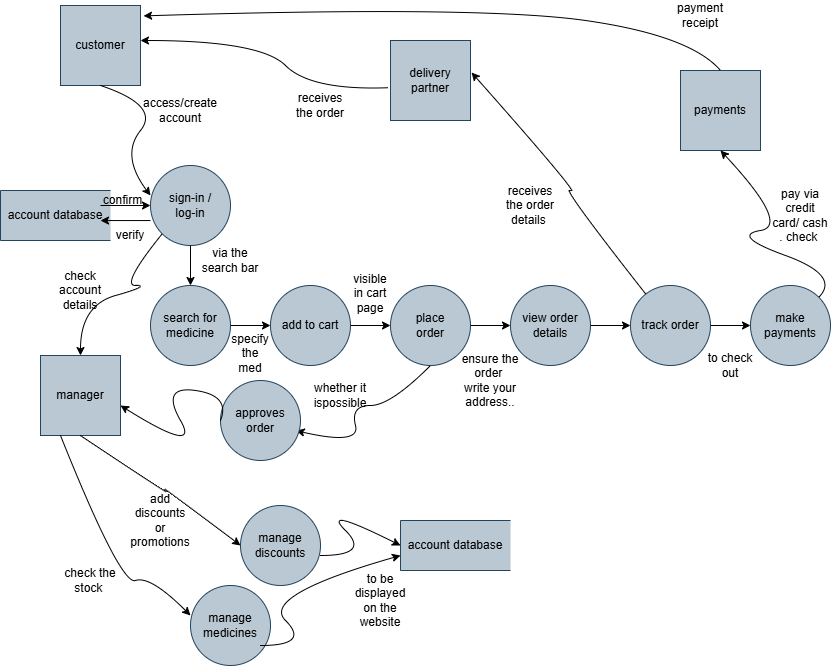 payment
receipt
customer
delivery
partner
payments
receives
the order
access/create
account
sign-in /
log-in
confirm
account database
verify
receives
the order
details
pay via
credit
card/ cash
. check
via the
search bar
check
account
details
visible
in cart
page
search for
medicine
add to cart
place
order
view order
details
track order
make
payments
specify
the
med
ensure the
order
write your
address..
to check
out
manager
whether it
ispossible
approves
order
add
discounts
or
promotions
manage
discounts
account database
check the
stock
to be
displayed
on the
website
manage
medicines